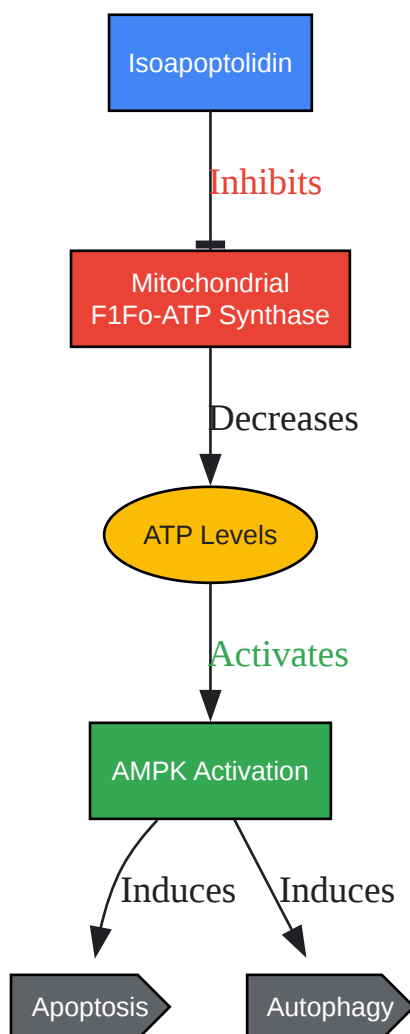 Isoapoptolidin
Inhibits
Mitochondrial
F1Fo-ATP Synthase
Decreases
ATP Levels
Activates
AMPK Activation
Induces
Induces
Apoptosis
Autophagy